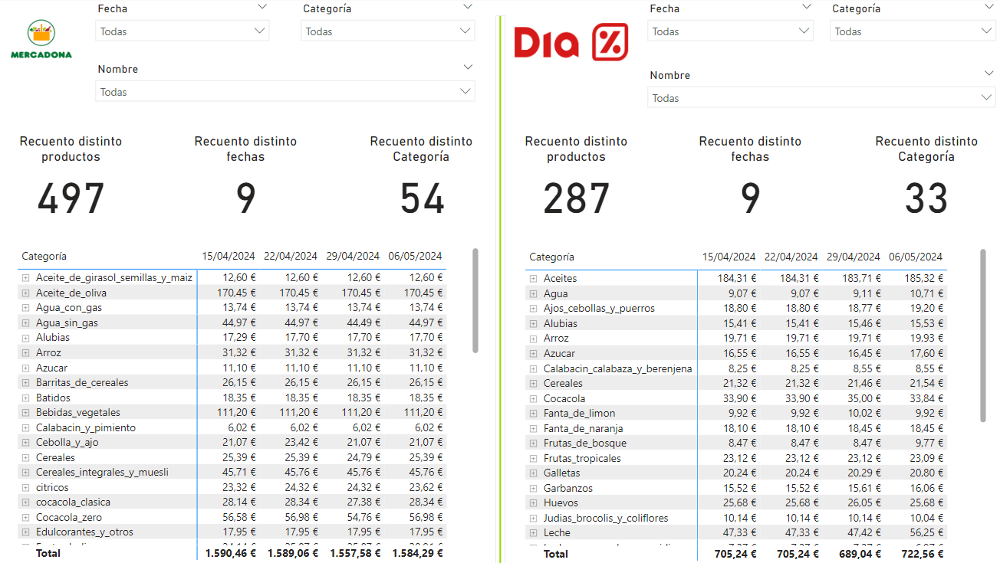 Fecha
Todas
Categoría
Todas
MERCADONA
Nombre
Todas
Recuento distinto productos
497
Recuento distinto fechas
9
Recuento distinto Categoría
54
Categoría 15/04/2024 22/04/2024 29/04/2024 06/05/2024
Aceite_de_girasol_semillas_y_maiz 12,60 € 12,60 € 12,60 € 12,60 €
Aceite_de_oliva 170,45 € 170,45 € 170,45 € 170,45 €
Agua_con_gas 13,74 € 13,74 € 13,74 € 13,74 €
Agua_sin_gas 44,97 € 44,97 € 44,49 € 44,97 €
Alubias 17,29 € 17,70 € 17,70 € 17,70 €
Arroz 31,32 € 31,32 € 31,32 € 31,32 €
Azucar 11,10 € 11,10 € 11,10 € 11,10 €
Barritas_de_cereales 26,15 € 26,15 € 26,15 € 26,15 €
Batidos 18,35 € 18,35 € 18,35 € 18,35 €
Bebidas_vegetales 111,20 € 111,20 € 111,20 € 111,20 €
Calabacin_y_pimiento 6,02 € 6,02 € 6,02 € 6,02 €
Cebolla_y_ajo 21,07 € 23,42 € 21,07 € 21,07 €
Cereales 25,39 € 25,39 € 24,79 € 25,39 €
Cereales_integrales_y_muesli 45,71 € 45,76 € 45,76 € 45,76 €
citricos 23,32 € 24,32 € 24,32 € 23,62 €
cocacola_clasica 28,14 € 28,34 € 27,38 € 28,34 €
Cocacola_zero 56,58 € 56,98 € 54,76 € 56,98 €
Edulcorantes_y_otros 17,95 € 17,95 € 17,95 € 17,95 €
Total 1.590,46 € 1.589,06 € 1.557,58 € 1.584,29 €
Dia %
Fecha
Todas
Categoría
Todas
Nombre
Todas
Recuento distinto productos
287
Recuento distinto fechas
9
Recuento distinto Categoría
33
Categoría 15/04/2024 22/04/2024 29/04/2024 06/05/2024
Aceites 184,31 € 184,31 € 183,71 € 185,32 €
Agua 9,07 € 9,07 € 9,11 € 10,71 €
Ajos_cebollas_y_puerros 18,80 € 18,80 € 18,77 € 19,20 €
Alubias 15,41 € 15,41 € 15,46 € 15,53 €
Arroz 19,71 € 19,71 € 19,71 € 19,93 €
Azucar 16,55 € 16,55 € 16,45 € 17,60 €
Calabacin_calabaza_y_berenjena 8,25 € 8,25 € 8,55 € 8,55 €
Cereales 21,32 € 21,32 € 21,46 € 21,54 €
Cocacola 33,90 € 33,90 € 35,00 € 33,84 €
Fanta_de_limon 9,92 € 9,92 € 10,02 € 9,92 €
Fanta_de_naranja 18,10 € 18,10 € 18,45 € 18,45 €
Frutas_de_bosque 8,47 € 8,47 € 8,47 € 9,77 €
Frutas_tropicales 23,12 € 23,12 € 23,12 € 23,09 €
Galletas 20,24 € 20,24 € 20,29 € 20,80 €
Garbanzos 15,52 € 15,52 € 15,61 € 16,06 €
Huevos 25,68 € 25,68 € 26,05 € 25,68 €
Judias_brocolis_y_coliflores 10,14 € 10,14 € 10,14 € 10,04 €
Leche 47,33 € 47,33 € 47,42 € 56,25 €
Total 705,24 € 705,24 € 689,04 € 722,56 €